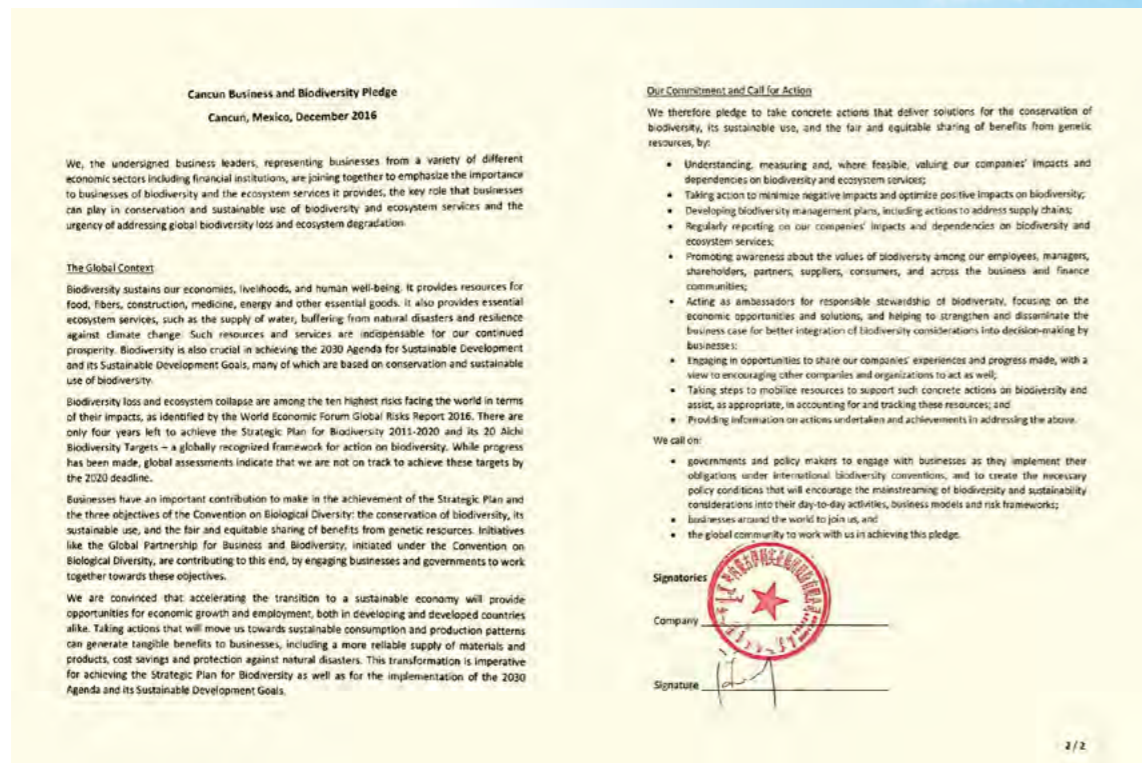 Cancun Business and Biodiversity Pledge
Cancun, Mexico, December 2016
We, the undersigned business leaders, representing businesses from a variety of different
economic sectors including financial institutions, are joining together to emphasize the importance
to businesses of biodiversity and the ecosystem services it provides, the key role that businesses
can play in conservation and sustainable use of biodiversity and ecosystem services and the
urgency of addressing global biodiversity loss and ecosystem degradation.
The Global Context
Biodiversity sustains our economies, livelihoods, and human well-being. It provides resources for
food, fibers, construction, medicine, energy and other essential goods. It also provides essential
ecosystem services, such as the supply of water, buffering from natural disasters and resilience
against climate change. Such resources and services are indispensable for our continued
prosperity. Biodiversity is also crucial in achieving the 2030 Agenda for Sustainable Development
and its Sustainable Development Goals, many of which are based on conservation and sustainable
use of biodiversity.
Biodiversity loss and ecosystem collapse are among the ten highest risks facing the world in terms
of their impacts, as identified by the World Economic Forum Global Risks Report 2016. There are
only four years left to achieve the Strategic Plan for Biodiversity 2011-2020 and its 20 Aichi
Biodiversity Targets – a globally recognized framework for action on biodiversity. While progress
has been made, global assessments indicate that we are not on track to achieve these targets by
the 2020 deadline.
Businesses have an important contribution to make in the achievement of the Strategic Plan and
the three objectives of the Convention on Biological Diversity: the conservation of biodiversity, its
sustainable use, and the fair and equitable sharing of benefits from genetic resources. Initiatives
like the Global Partnership for Business and Biodiversity, initiated under the Convention on
Biological Diversity, are contributing to this end, by engaging businesses and governments to work
together towards these objectives.
We are convinced that accelerating the transition to a sustainable economy will provide
opportunities for economic growth and employment, both in developing and developed countries
alike. Taking actions that will move us towards sustainable consumption and production patterns
can generate tangible benefits to businesses, including a more reliable supply of materials and
products, cost savings and protection against natural disasters. This transformation is imperative
for achieving the Strategic Plan for Biodiversity as well as for the implementation of the 2030
Agenda and its Sustainable Development Goals.
Our Commitment and Call for Action
We therefore pledge to take concrete actions that deliver solutions for the conservation of
biodiversity, its sustainable use, and the fair and equitable sharing of benefits from genetic
resources, by:
• Understanding, measuring and, where feasible, valuing our companies' impacts and
dependencies on biodiversity and ecosystem services;
• Taking action to minimize negative impacts and optimize positive impacts on biodiversity;
• Developing biodiversity management plans, including actions to address supply chains;
• Regularly reporting on our companies' impacts and dependencies on biodiversity and
ecosystem services;
• Promoting awareness about the values of biodiversity among our employees, managers,
shareholders, partners, suppliers, consumers, and across the business and finance
communities;
• Acting as ambassadors for responsible stewardship of biodiversity, focusing on the
economic opportunities and solutions, and helping to strengthen and disseminate the
business case for better integration of biodiversity considerations into decision-making by
businesses;
• Engaging in opportunities to share our companies' experiences and progress made, with a
view to encouraging other companies and organizations to act as well;
• Taking steps to mobilize resources to support such concrete actions on biodiversity and
assist, as appropriate, in accounting for and tracking these resources; and
• Providing information on actions undertaken and achievements in addressing the above.
We call on:
• governments and policy makers to engage with businesses as they implement their
obligations under international biodiversity conventions, and to create the necessary
policy conditions that will encourage the mainstreaming of biodiversity and sustainability
considerations into their day-to-day activities, business models and risk frameworks;
• businesses around the world to join us, and
• the global community to work with us in achieving this pledge.
Signatories
Company
Signature
2/2